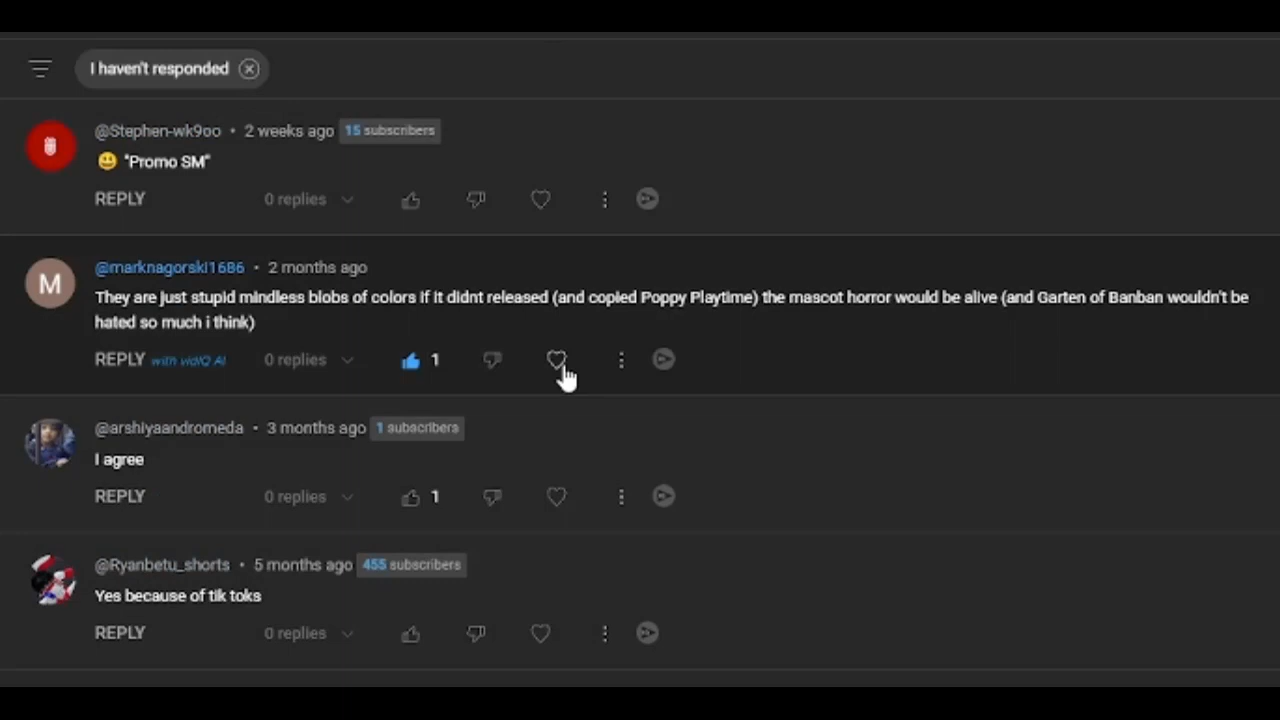 I haven't responded
@Stephen-wk9oo • 2 weeks ago 15 subscribers
😃 "Promo SM"
REPLY 0 replies
M
@marknagorski1686 • 2 months ago
They are just stupid mindless blobs of colors if it didnt released (and copied Poppy Playtime) the mascot horror would be alive (and Garten of Banban wouldn't be
hated so much i think)
REPLY with vidIQ AI 0 replies 1
@arshiyaandromeda • 3 months ago 1 subscribers
I agree
REPLY 0 replies 1
@Ryanbetu_shorts • 5 months ago 455 subscribers
Yes because of tik toks
REPLY 0 replies